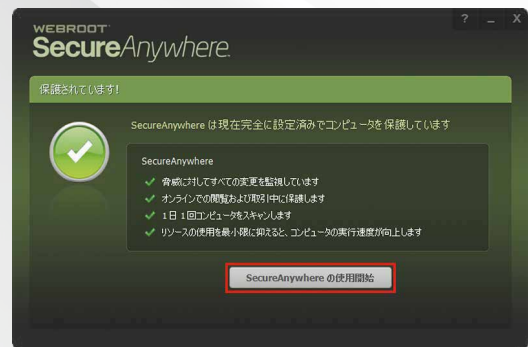 WEBROOT
SecureAnywhere.
? _ X
保護されています!
SecureAnywhere は現在完全に設定済みでコンピュータを保護しています
SecureAnywhere
脅威に対してすべての変更を監視しています
オンラインでの閲覧および取引中に保護します
1日1回コンピュータをスキャンします
リソースの使用を最小限に抑えると、コンピュータの実行速度が向上します
SecureAnywhere の使用開始